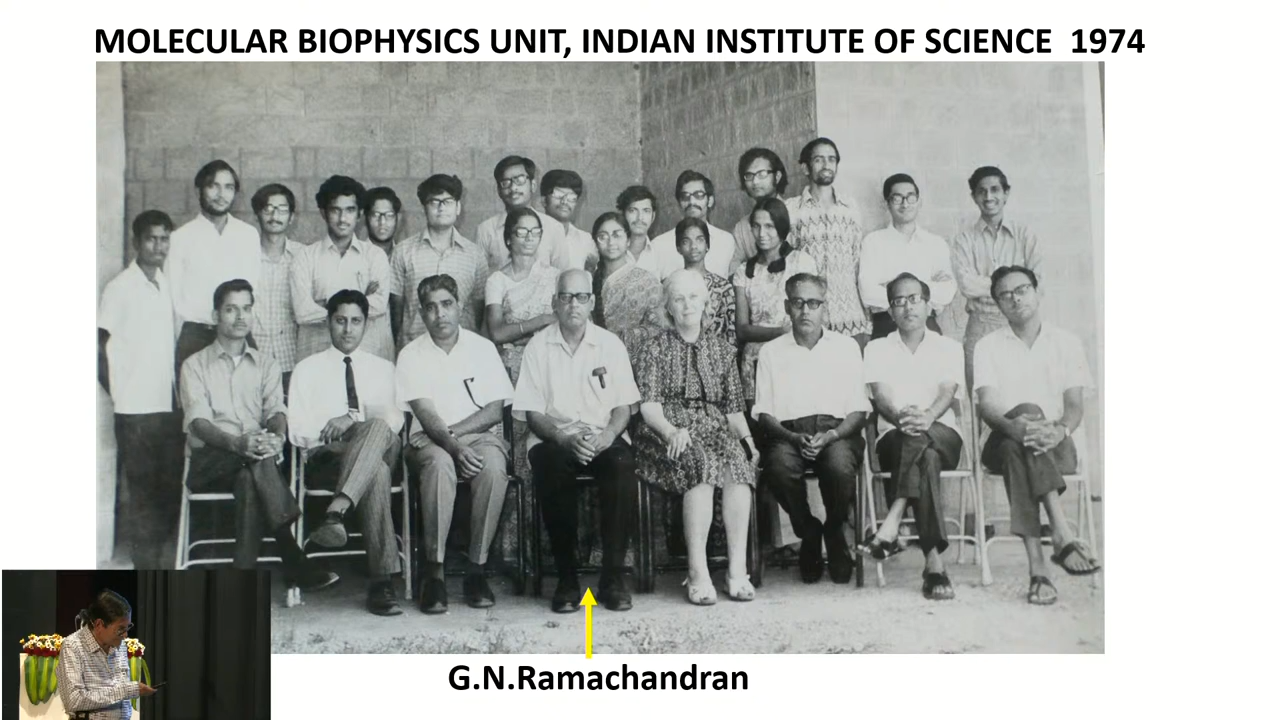 MOLECULAR BIOPHYSICS UNIT, INDIAN INSTITUTE OF SCIENCE 1974
G.N.Ramachandran